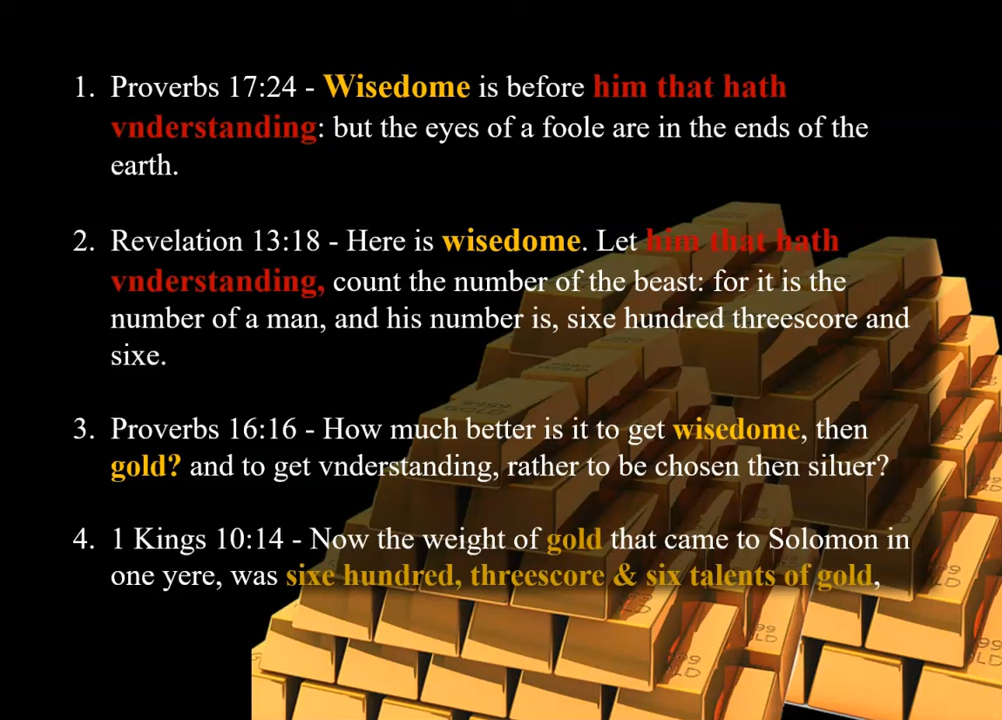 1. Proverbs 17:24 - Wisedome is before him that hath
vnderstanding: but the eyes of a foole are in the ends of the
earth.
2. Revelation 13:18 - Here is wisedome. Let him that hath
vnderstanding, count the number of the beast: for it is the
number of a man, and his number is, sixe hundred threescore and
sixe.
3. Proverbs 16:16 - How much better is it to get wisedome, then
gold? and to get vnderstanding, rather to be chosen then siluer?
4. 1 Kings 10:14 - Now the weight of gold that came to Solomon in
one yere, was sixe hundred, threescore & six talents of gold,